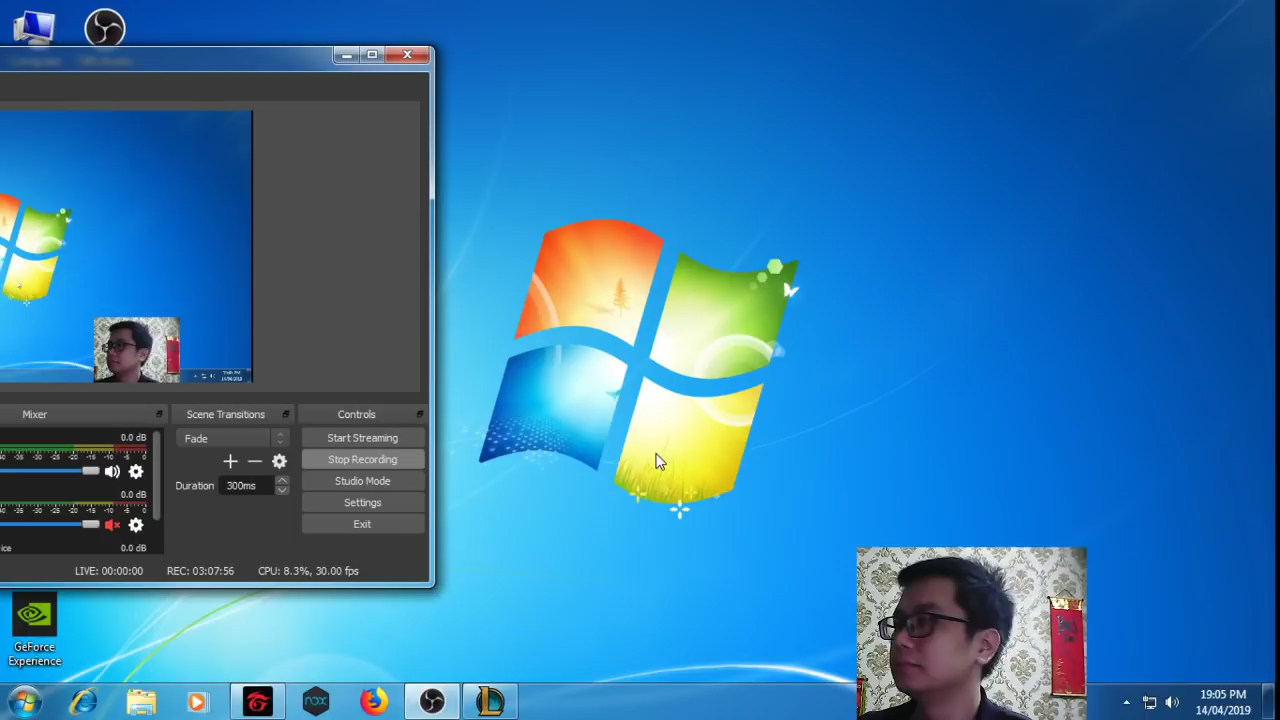 Mixer
Scene Transitions
Controls
0.0 dB
Fade
Start Streaming
Stop Recording
Duration
300ms
Studio Mode
0.0 dB
Settings
Exit
ice
0.0 dB
LIVE: 00:00:00
REC: 03:07:56
CPU: 8.3%, 30.00 fps
GeForce
Experience
nox
19:05 PM
14/04/2019